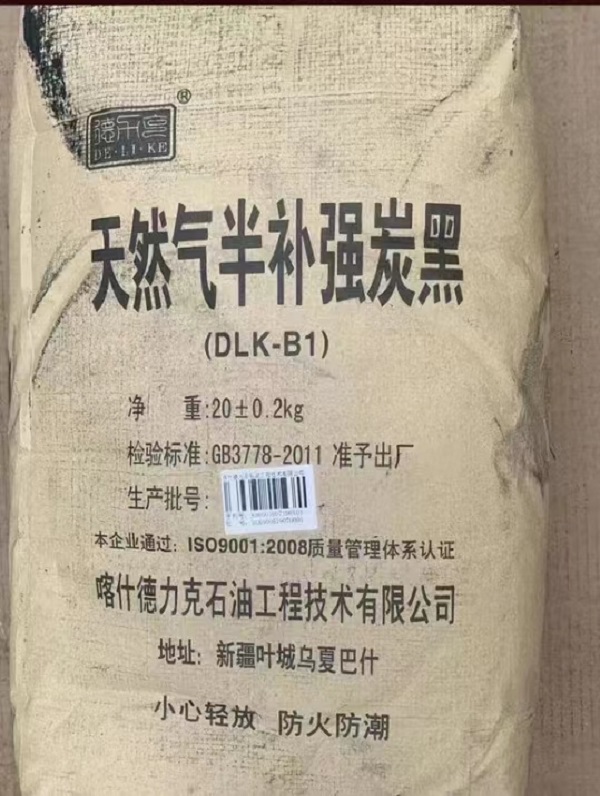 ®
DE·LI·KE
天然气半补强炭黑
(DLK-B1)
净 重:20±0.2kg
检验标准:GB3778-2011 准予出厂
生产批号:
本企业通过: ISO9001:2008质量管理体系认证
喀什德力克石油工程技术有限公司
地址: 新疆叶城乌夏巴什
小心轻放 防火防潮